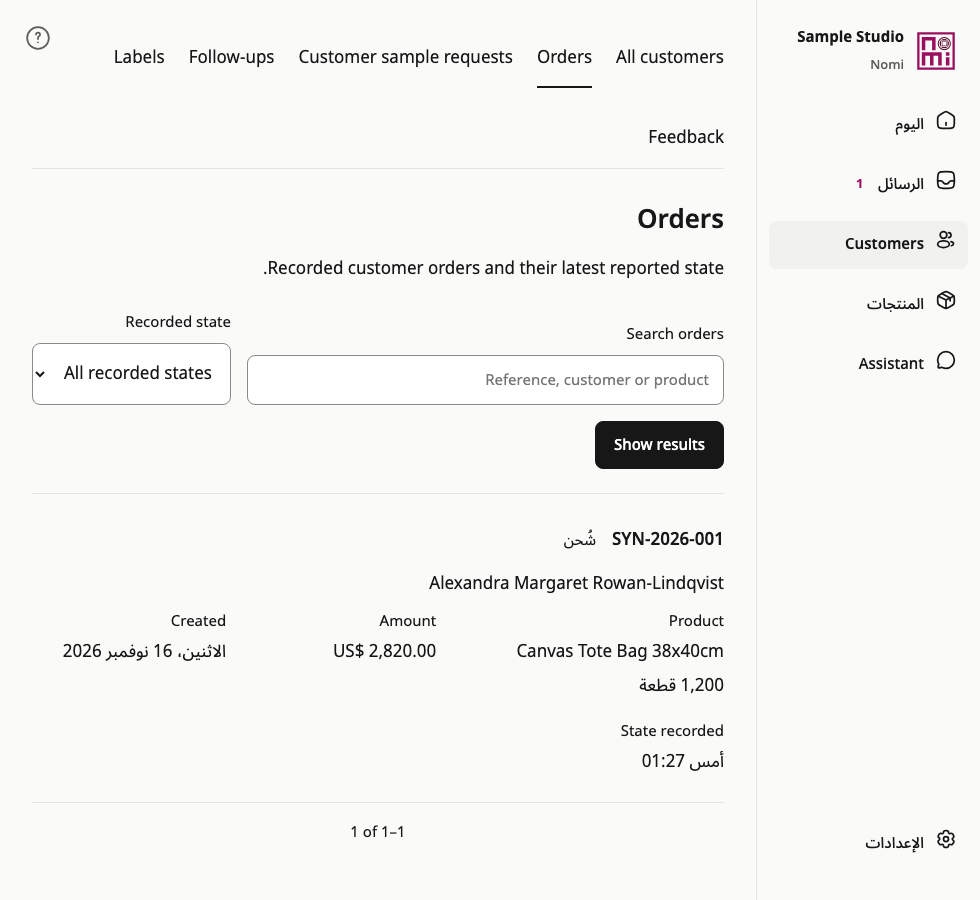 Sample Studio
Nomi
اليوم
الرسائل 1
Customers
المنتجات
Assistant
الإعدادات
All customers
Orders
Customer sample requests
Follow-ups
Labels
Feedback
Orders
Recorded customer orders and their latest reported state.
Search orders
Reference, customer or product
Recorded state
All recorded states
Show results
SYN-2026-001 شُحن
Alexandra Margaret Rowan-Lindqvist
Product
Canvas Tote Bag 38x40cm
1,200 قطعة
Amount
US$ 2,820.00
Created
الاثنين، 16 نوفمبر 2026
State recorded
أمس 01:27
1 of 1–1